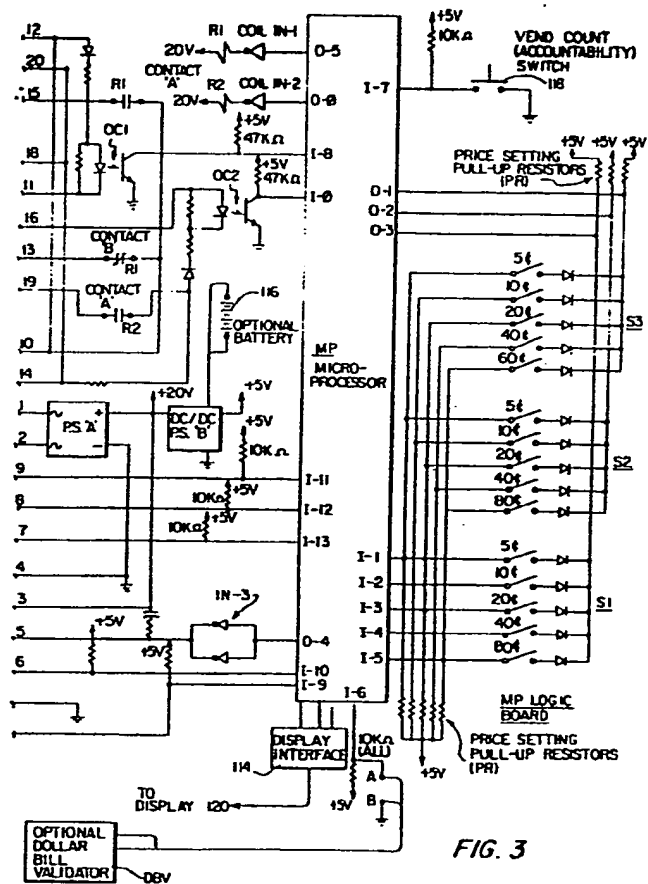 12
20
15
18
11
16
13
19
10
14
1
2
9
8
7
4
3
5
6
R1
COIL IN-1
20V
CONTACT
"A"
R2
COIL IN-2
20V
R1
+5V
47KΩ
OC1
+5V
47KΩ
OC2
CONTACT
"B"
R1
CONTACT
"A"
R2
116
OPTIONAL
BATTERY
+20V
P.S. "A"
+
−
DC/DC
P.S. "B"
+5V
+5V
10KΩ
10KΩ
+5V
+5V
10KΩ
+5V
+5V
IN-3
O-5
O-0
I-8
I-0
MP
MICRO-
PROCESSOR
I-11
I-12
I-13
O-4
I-10
I-9
I-6
I-7
O-1
O-2
O-3
I-1
I-2
I-3
I-4
I-5
+5V
10KΩ
VEND COUNT
(ACCOUNTABILITY)
SWITCH
118
+5V +5V +5V
PRICE SETTING
PULL-UP RESISTORS
(PR)
5¢
10¢
20¢
40¢
60¢
S3
5¢
10¢
20¢
40¢
80¢
S2
5¢
10¢
20¢
40¢
80¢
S1
MP LOGIC
BOARD
PRICE SETTING
PULL-UP RESISTORS
(PR)
+5V
DISPLAY
INTERFACE
114
10KΩ
(ALL)
A
B
+5V
TO
DISPLAY 120
OPTIONAL
DOLLAR
BILL
VALIDATOR
DBV
FIG. 3